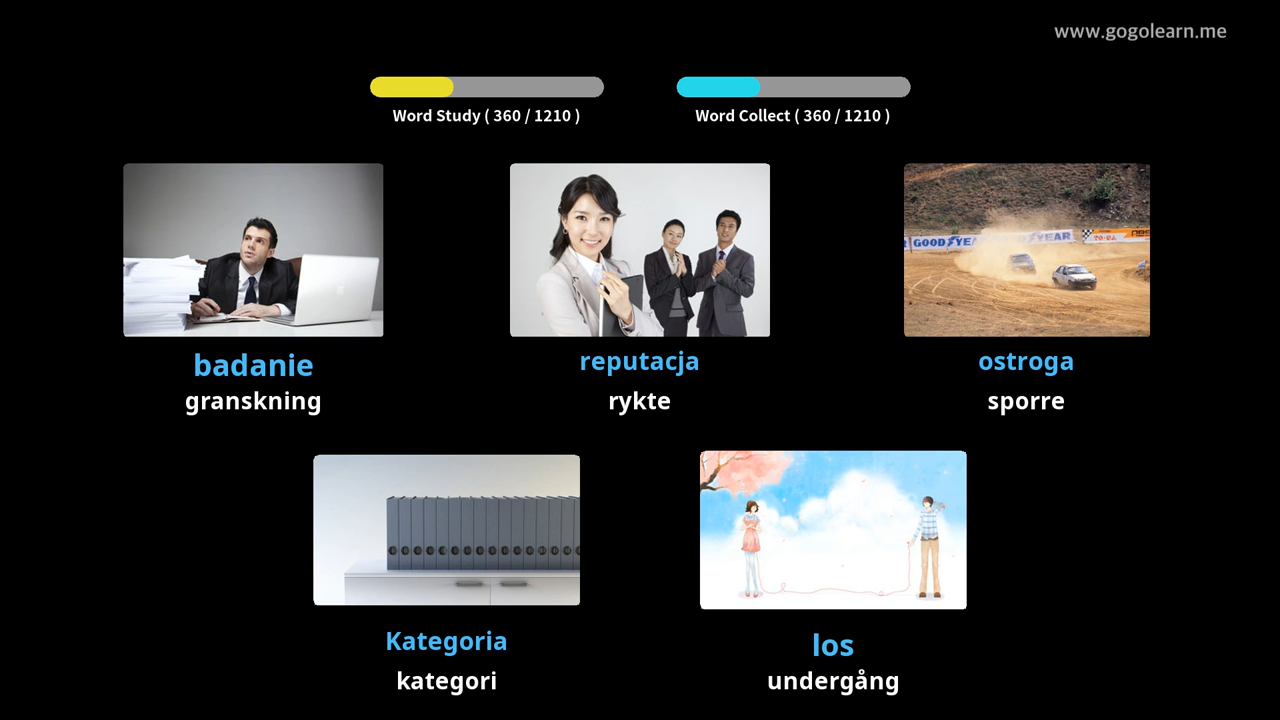 www.gogolearn.me
Word Study ( 360 / 1210 )
Word Collect ( 360 / 1210 )
GOODYEAR
badanie
granskning
reputacja
rykte
ostroga
sporre
Kategoria
kategori
los
undergång